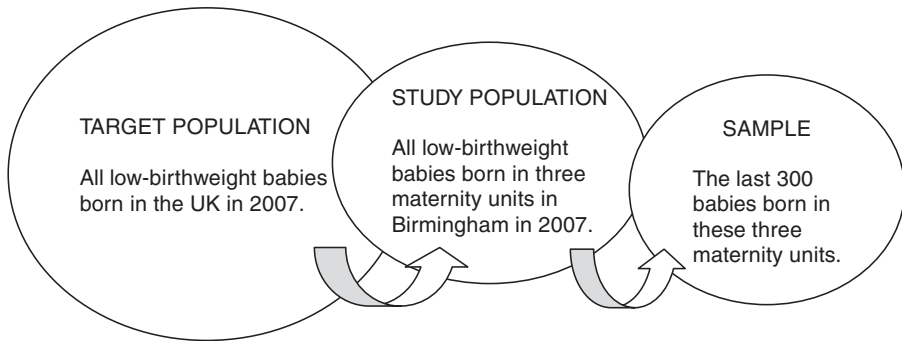 TARGET POPULATION
All low-birthweight babies
born in the UK in 2007.
STUDY POPULATION
All low-birthweight
babies born in three
maternity units in
Birmingham in 2007.
SAMPLE
The last 300
babies born in
these three
maternity units.